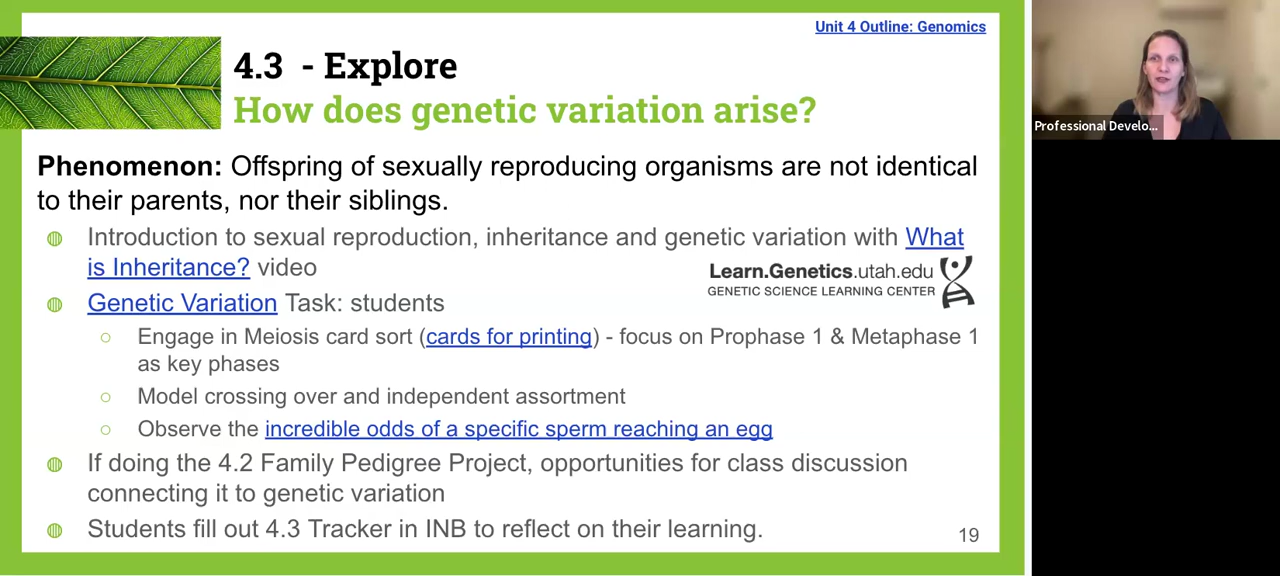 Unit 4 Outline: Genomics
4.3 - Explore
How does genetic variation arise?
Phenomenon: Offspring of sexually reproducing organisms are not identical
to their parents, nor their siblings.
Introduction to sexual reproduction, inheritance and genetic variation with What
is Inheritance? video
Learn.Genetics.utah.edu
GENETIC SCIENCE LEARNING CENTER
Genetic Variation Task: students
Engage in Meiosis card sort (cards for printing) - focus on Prophase 1 & Metaphase 1
as key phases
Model crossing over and independent assortment
Observe the incredible odds of a specific sperm reaching an egg
If doing the 4.2 Family Pedigree Project, opportunities for class discussion
connecting it to genetic variation
Students fill out 4.3 Tracker in INB to reflect on their learning.
19
Professional Develo...